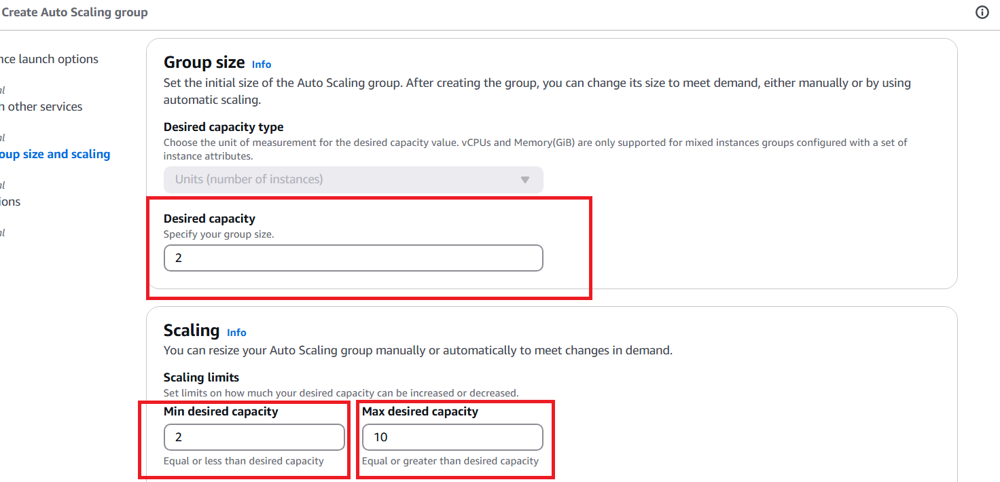 Create Auto Scaling group
nce launch options
al
h other services
al
oup size and scaling
al
ions
al
Group size Info
Set the initial size of the Auto Scaling group. After creating the group, you can change its size to meet demand, either manually or by using
automatic scaling.
Desired capacity type
Choose the unit of measurement for the desired capacity value. vCPUs and Memory(GiB) are only supported for mixed instances groups configured with a set of
instance attributes.
Units (number of instances)
Desired capacity
Specify your group size.
2
Scaling Info
You can resize your Auto Scaling group manually or automatically to meet changes in demand.
Scaling limits
Set limits on how much your desired capacity can be increased or decreased.
Min desired capacity
2
Equal or less than desired capacity
Max desired capacity
10
Equal or greater than desired capacity